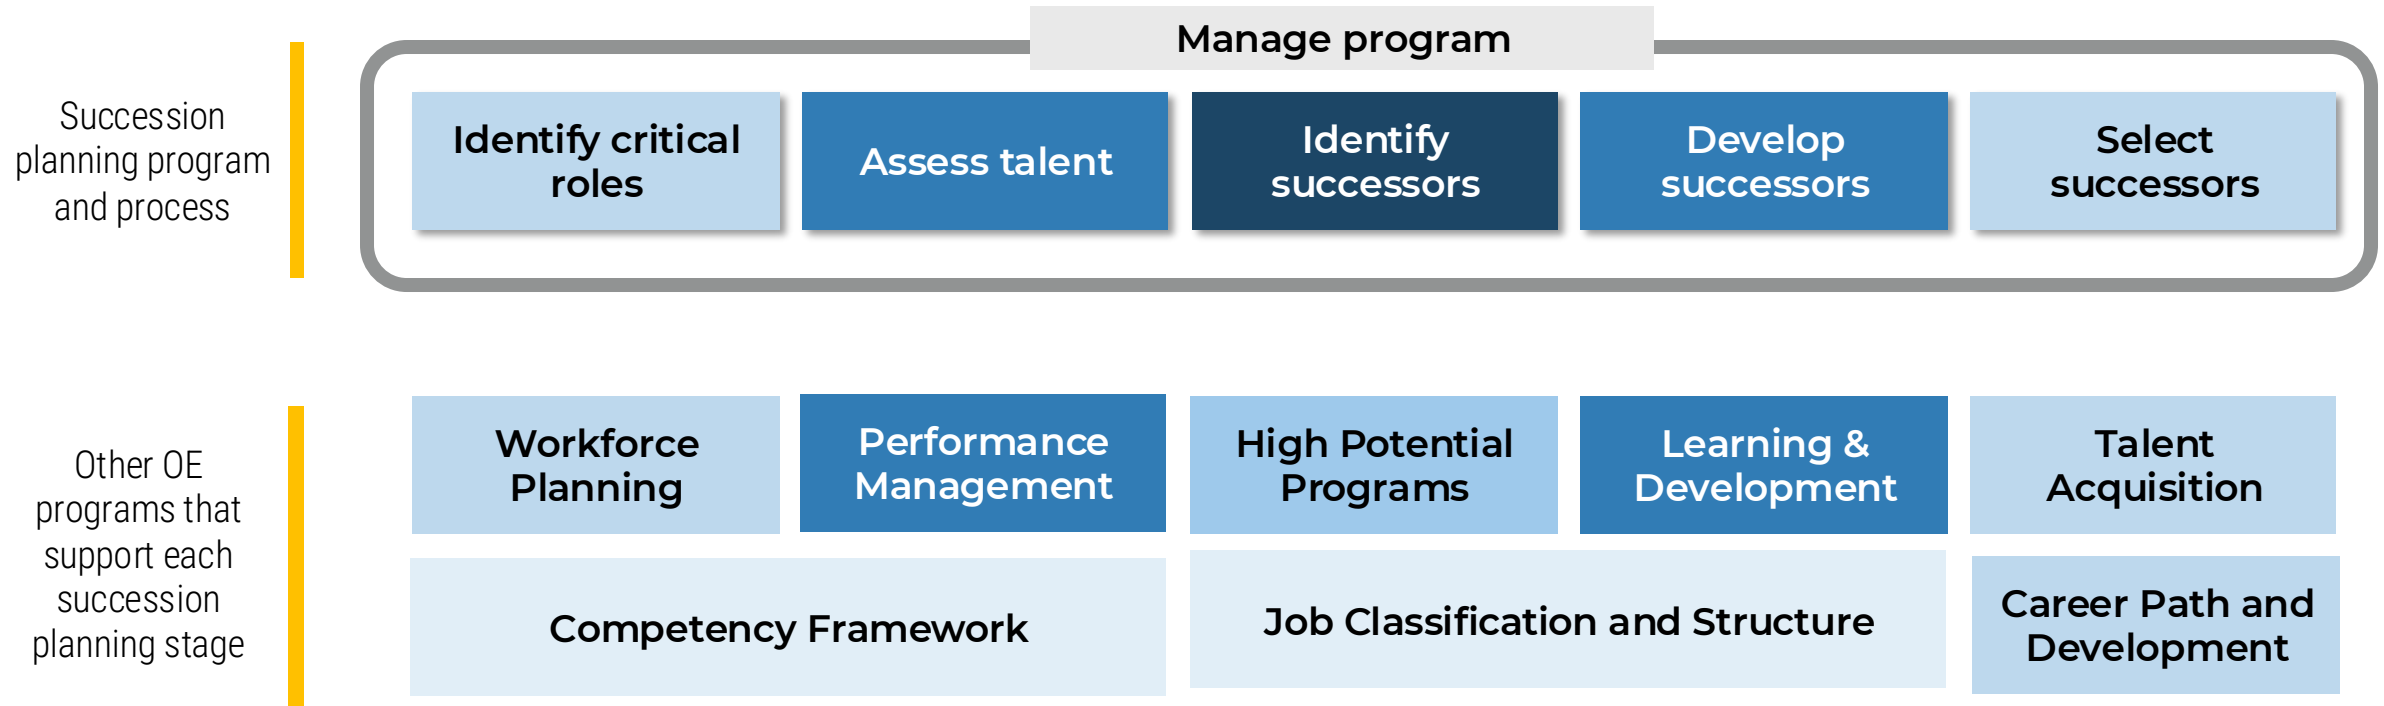 Manage program
Succession
planning program
and process
Identify critical
roles
Assess talent
Identify
successors
Develop
successors
Select
successors
Other OE
programs that
support each
succession
planning stage
Workforce
Planning
Performance
Management
High Potential
Programs
Learning &
Development
Talent
Acquisition
Competency Framework
Job Classification and Structure
Career Path and
Development